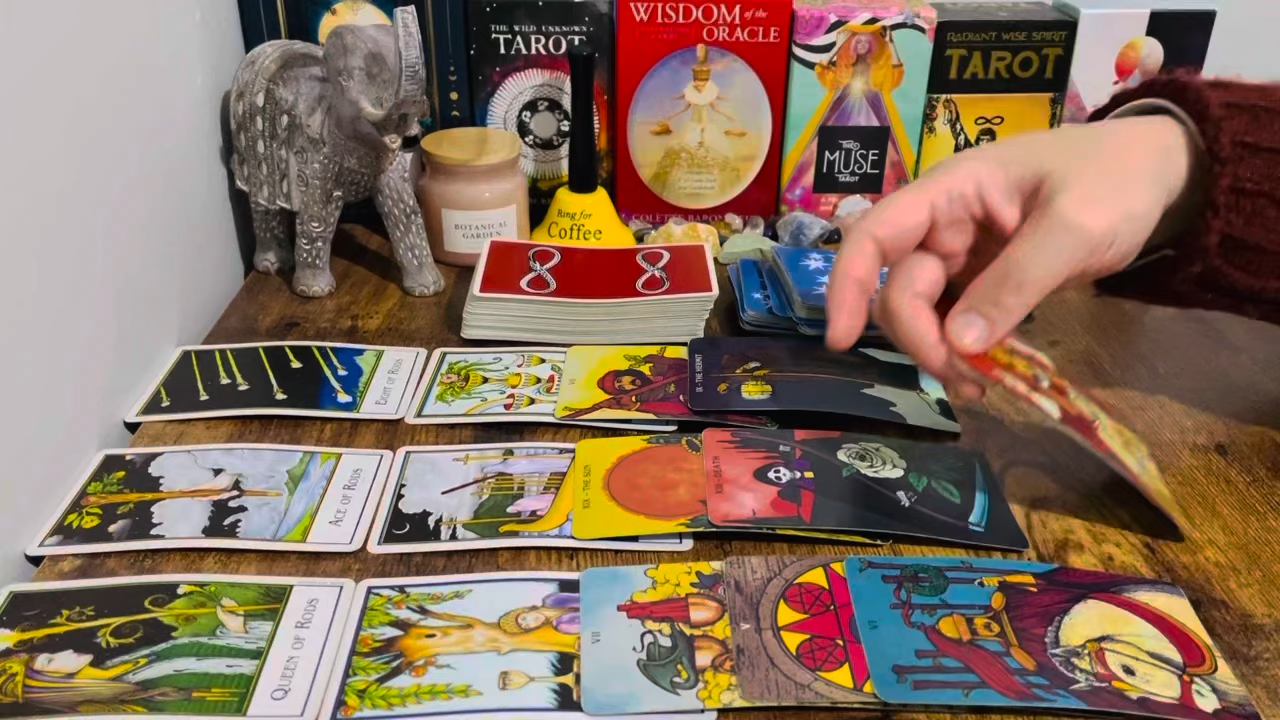 THE WILD UNKNOWN
TAROT
WISDOM of the
ORACLE
COLETTE BARON
RADIANT WISE SPIRIT
TAROT
THE
MUSE
TAROT
BOTANICAL
GARDEN
Ring for
Coffee
EIGHT OF RODS
VI
IX - THE HERMIT
ACE OF RODS
XIX - THE SUN
XIII - DEATH
QUEEN OF RODS
VII
V
VI